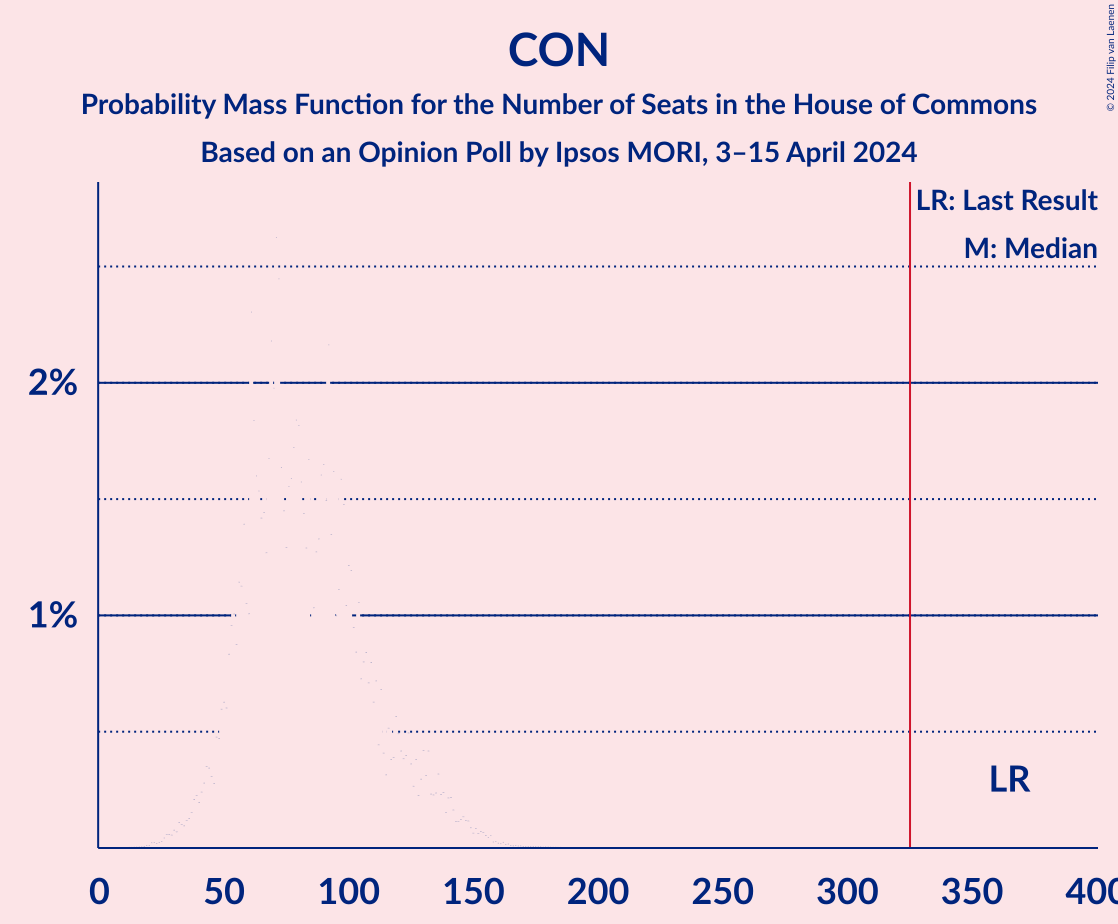 CON
Probability Mass Function for the Number of Seats in the House of Commons
Based on an Opinion Poll by Ipsos MORI, 3–15 April 2024
© 2024 Filip van Laenen
LR: Last Result
M: Median
2%
1%
LR
0 50 100 150 200 250 300 350 400